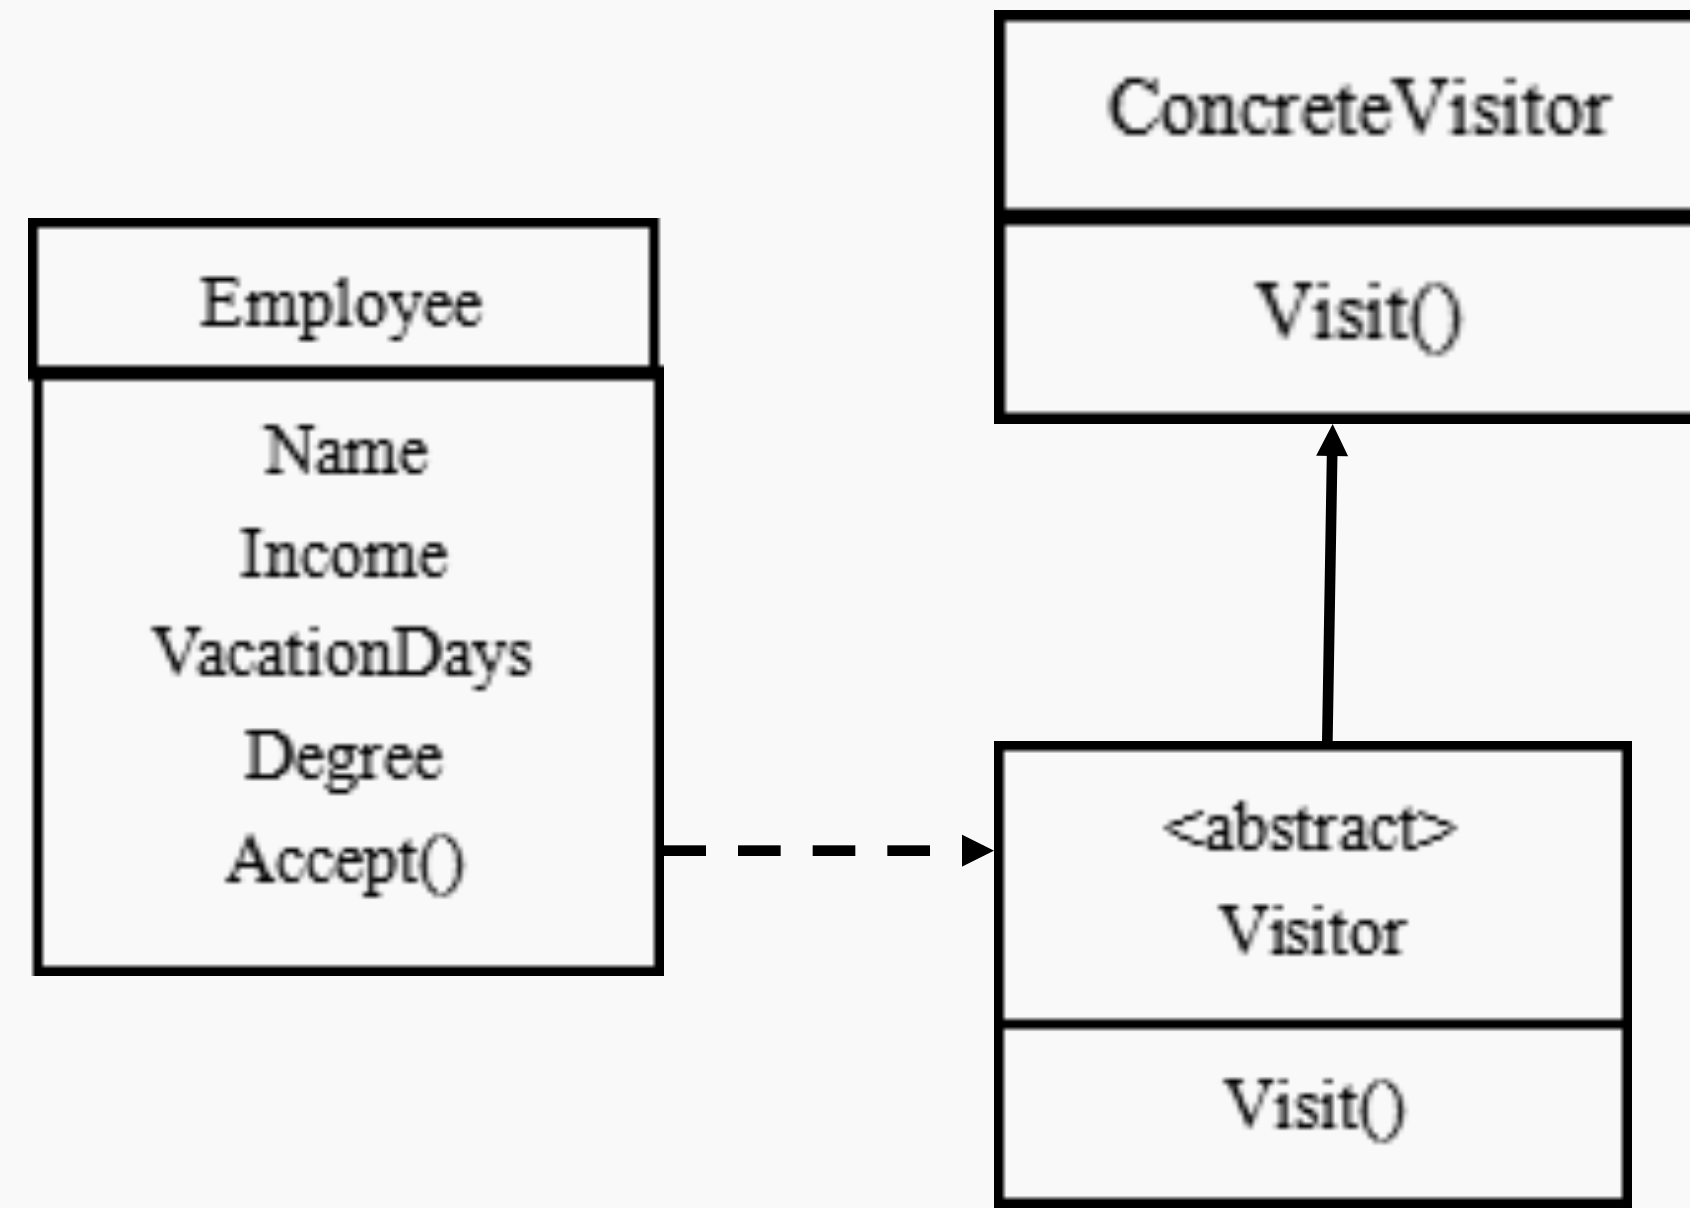 Employee
Name
Income
VacationDays
Degree
Accept()
ConcreteVisitor
Visit()
<abstract>
Visitor
Visit()